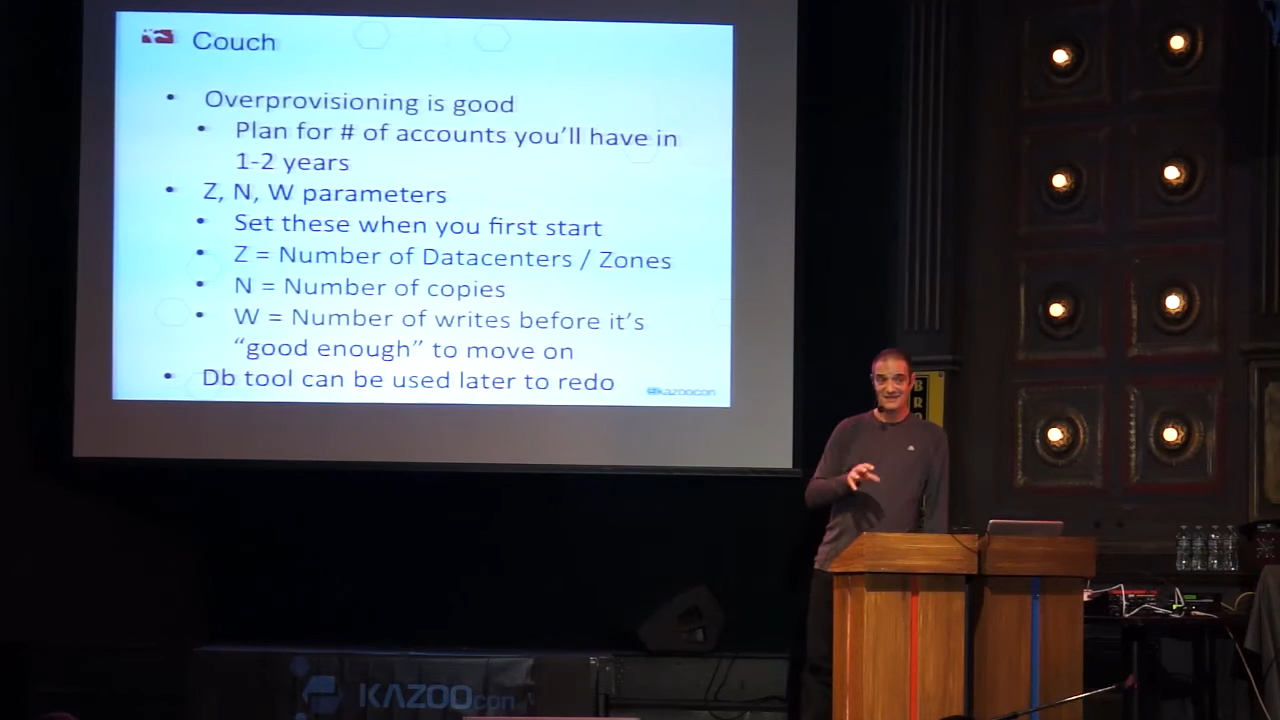 Couch
• Overprovisioning is good
• Plan for # of accounts you'll have in
1-2 years
• Z, N, W parameters
• Set these when you first start
• Z = Number of Datacenters / Zones
• N = Number of copies
• W = Number of writes before it's
"good enough" to move on
• Db tool can be used later to redo
#kazoocon
KAZOOcon